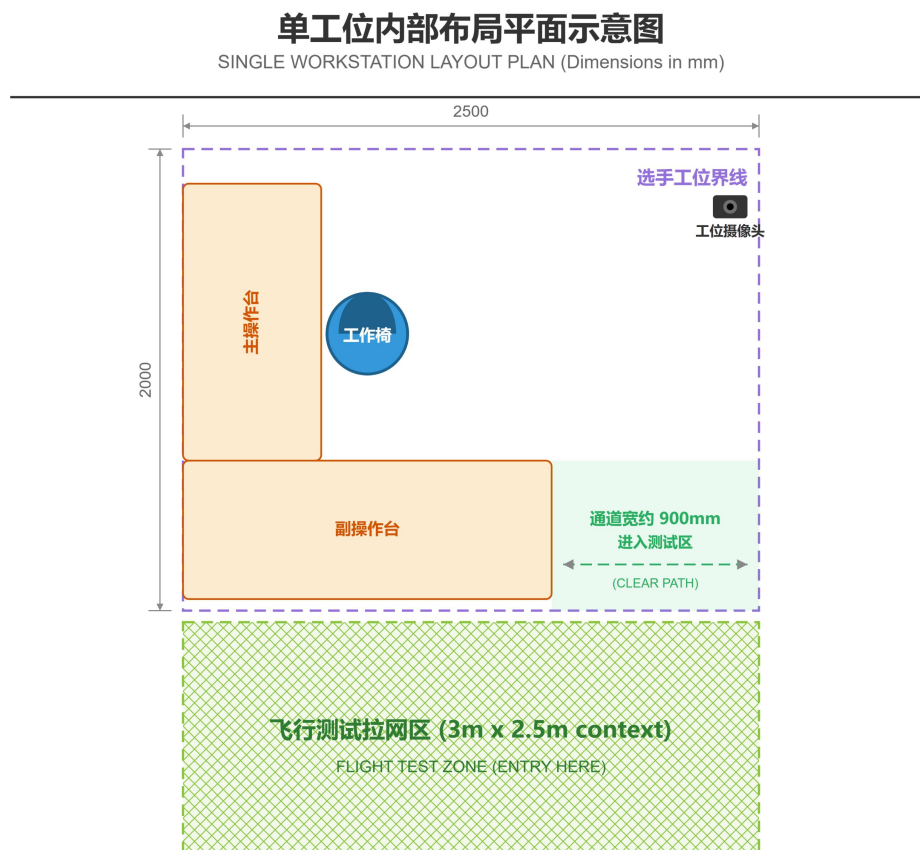 单工位内部布局平面示意图
SINGLE WORKSTATION LAYOUT PLAN (Dimensions in mm)
2500
选手工位界线
工位摄像头
主操作台
工作椅
2000
副操作台
通道宽约 900mm
进入测试区
(CLEAR PATH)
飞行测试拉网区 (3m x 2.5m context)
FLIGHT TEST ZONE (ENTRY HERE)